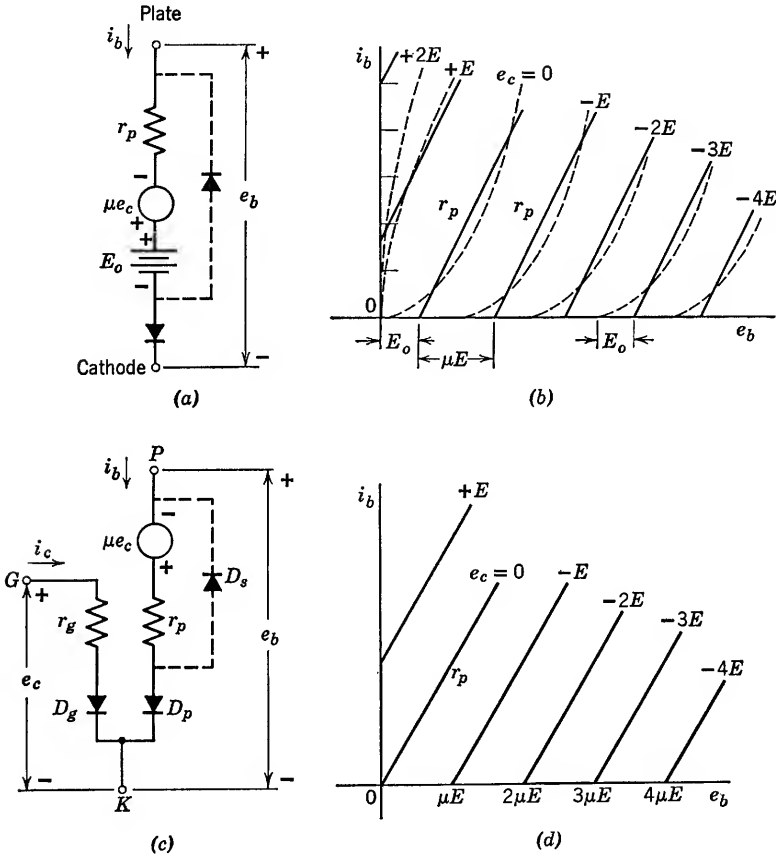 Plate
i_b
+
r_p
−
μe_c
+
+
E_o
−
e_b
Cathode
−
(a)
i_b
+2E
+E
e_c = 0
−E
−2E
−3E
−4E
r_p
r_p
0
e_b
E_o
μE
E_o
(b)
P
i_b
+
−
μe_c
+
i_c
G
+
D_s
r_g
r_p
e_b
e_c
D_g
D_p
−
K
−
(c)
i_b
+E
e_c = 0
−E
−2E
−3E
−4E
r_p
0
μE
2μE
3μE
4μE
e_b
(d)